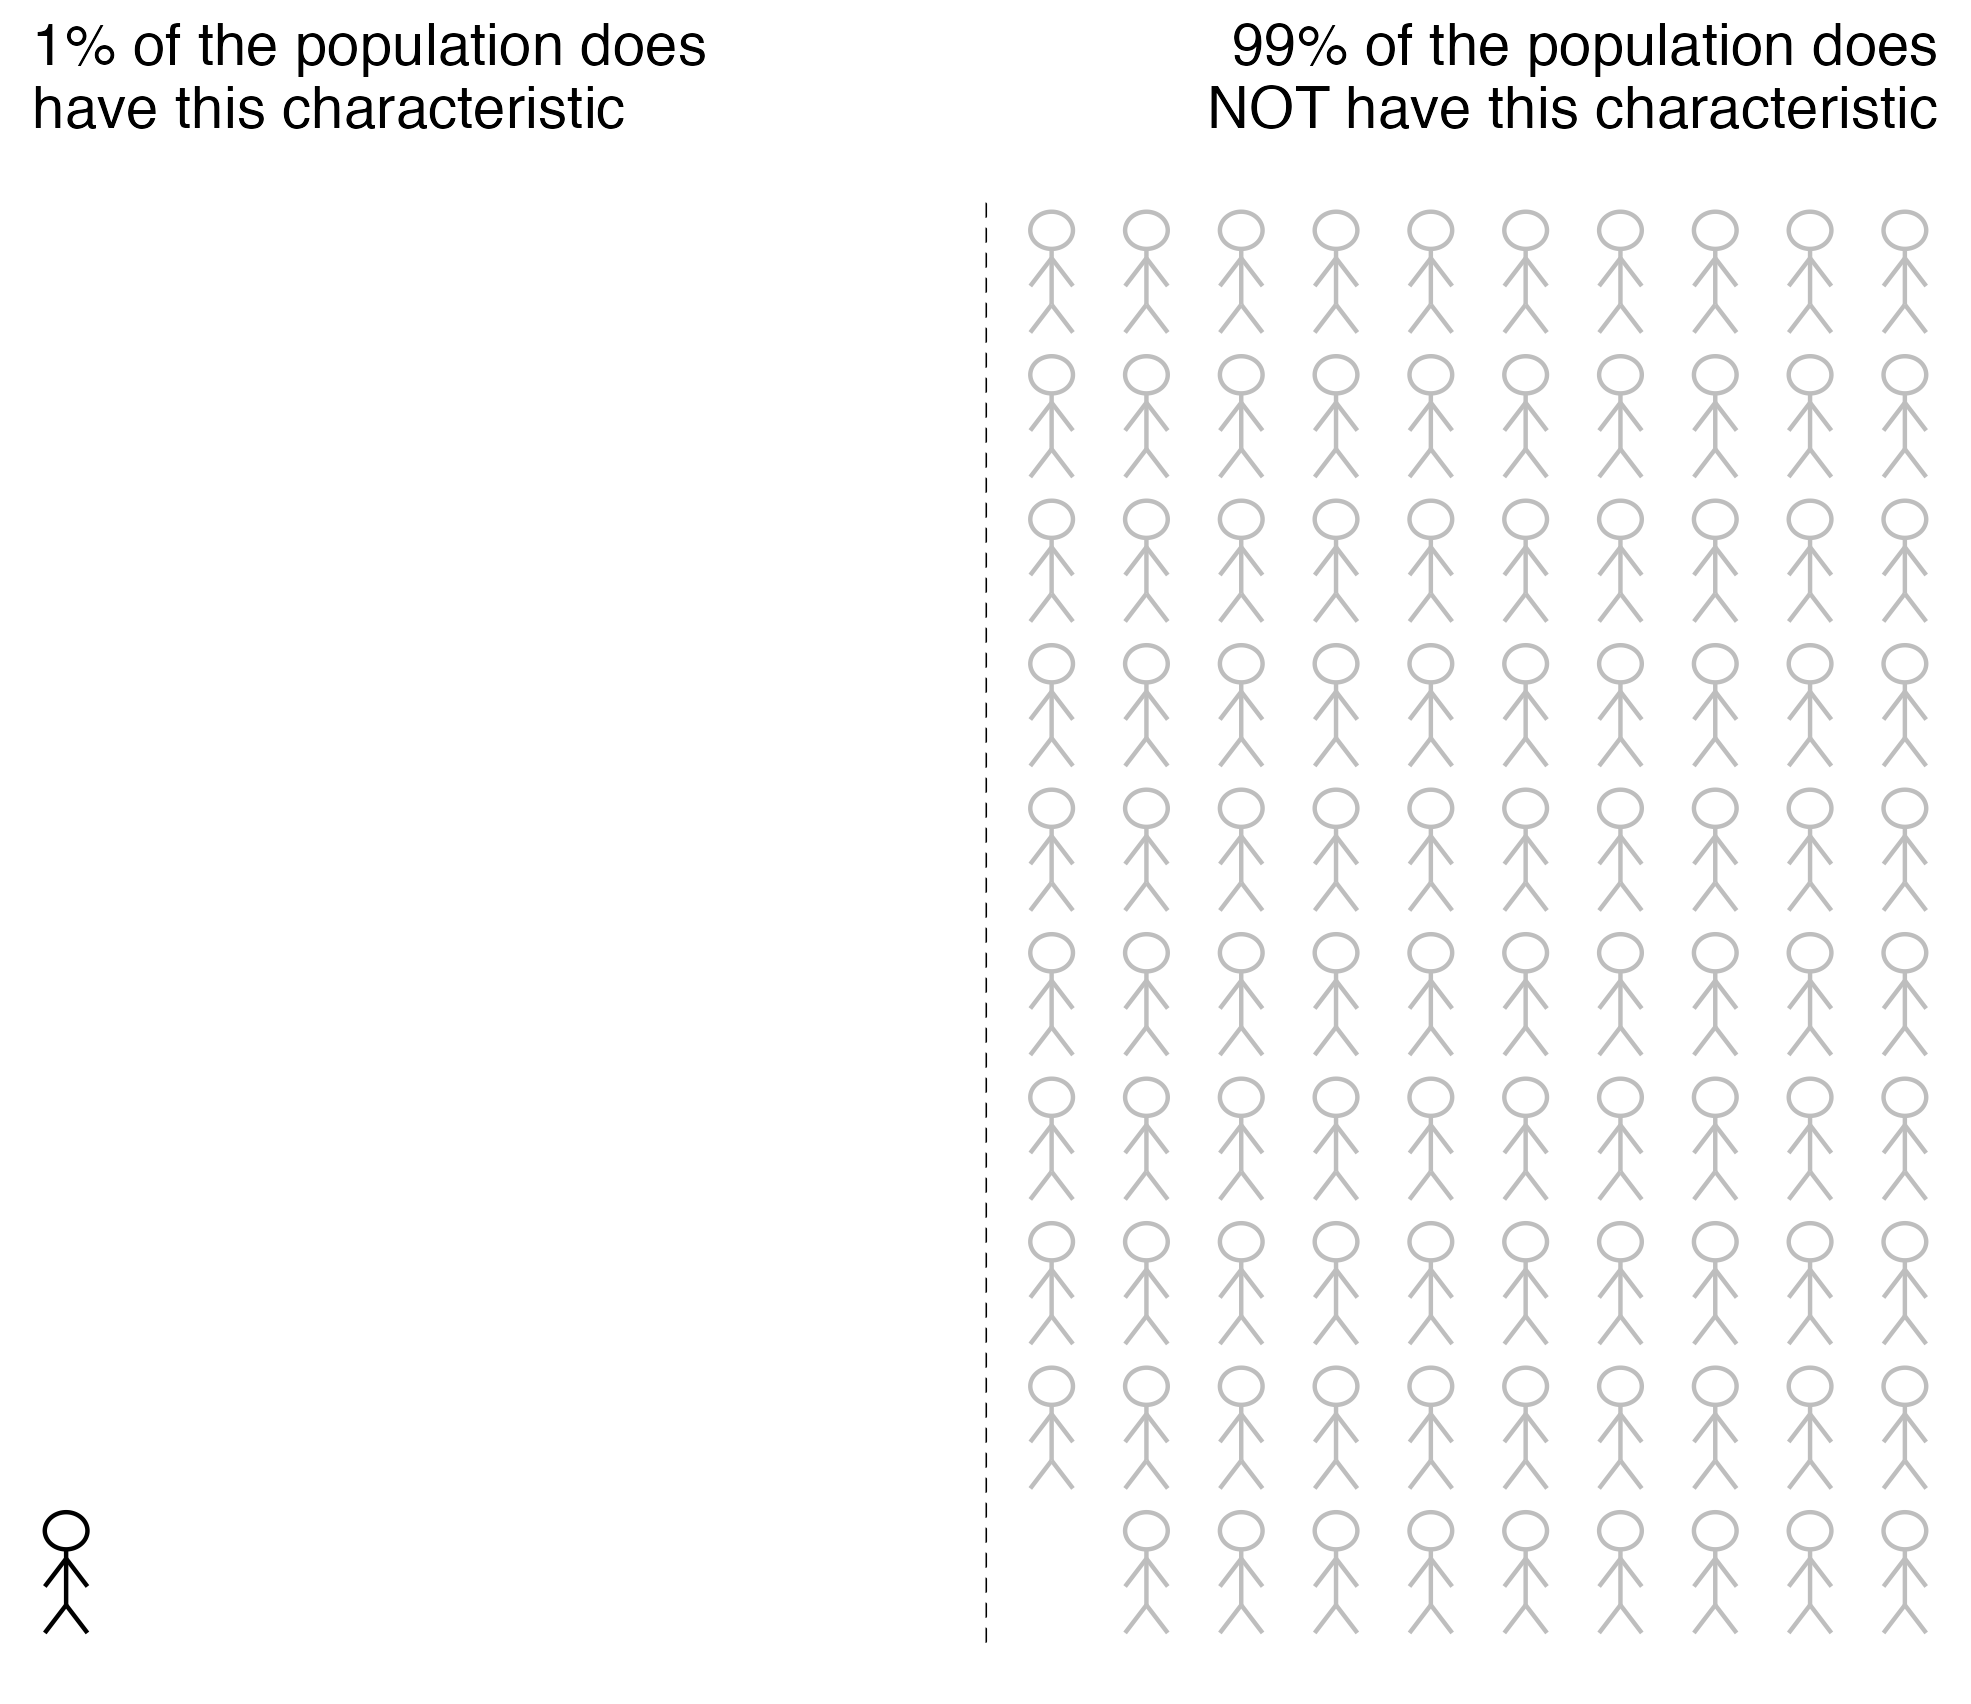 1% of the population does
have this characteristic
99% of the population does
NOT have this characteristic